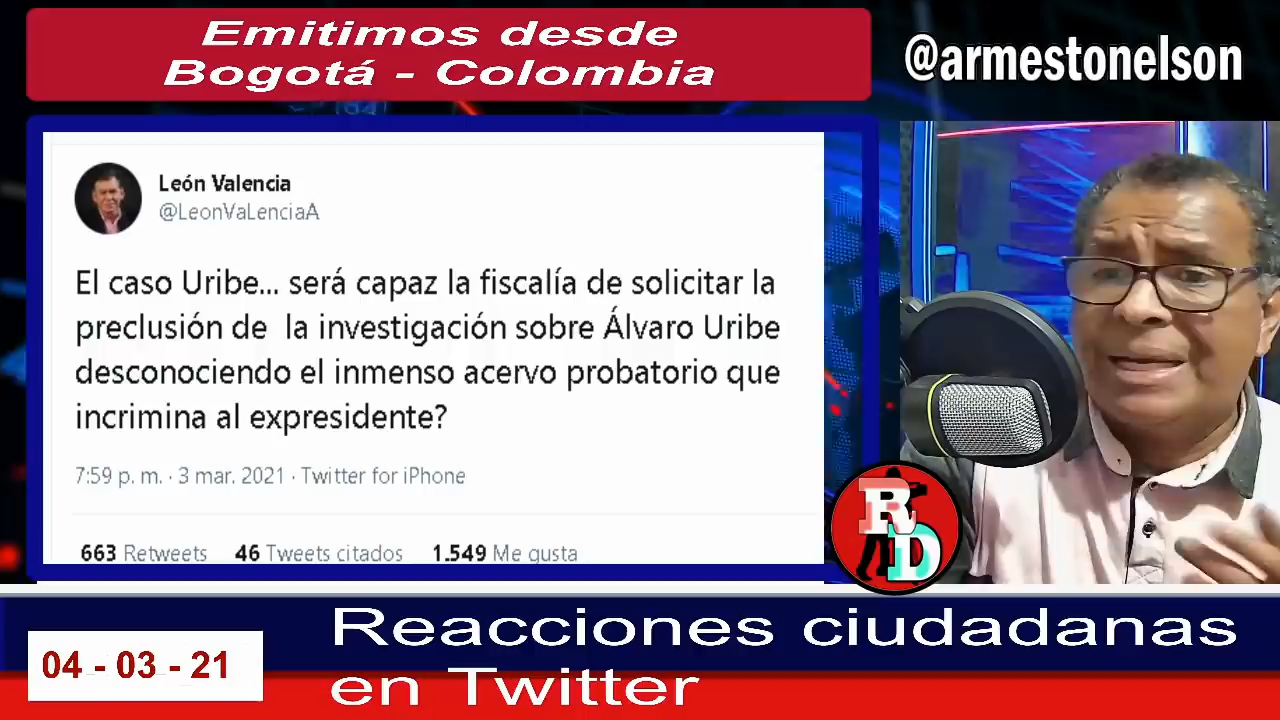 Emitimos desde
Bogotá - Colombia
@armestonelson
León Valencia
@LeonVaLenciaA
El caso Uribe... será capaz la fiscalía de solicitar la
preclusión de la investigación sobre Álvaro Uribe
desconociendo el inmenso acervo probatorio que
incrimina al expresidente?
7:59 p. m. · 3 mar. 2021 · Twitter for iPhone
663 Retweets 46 Tweets citados 1.549 Me gusta
RD
Reacciones ciudadanas
en Twitter
04 - 03 - 21